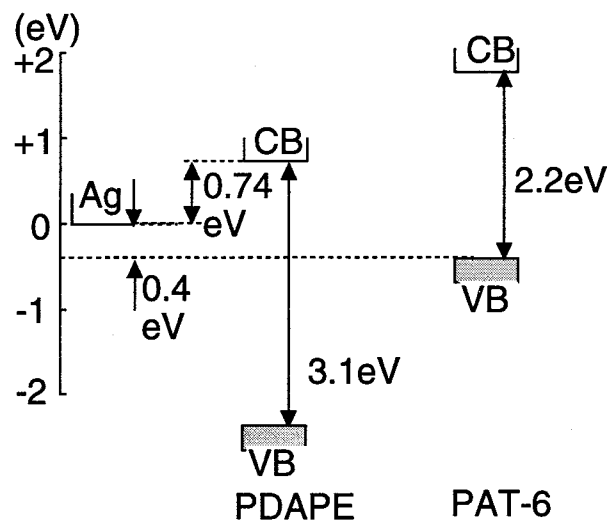 (eV)
+2
+1
0
-1
-2
Ag
0.4
eV
0.74
eV
CB
3.1eV
VB
PDAPE
CB
2.2eV
VB
PAT-6